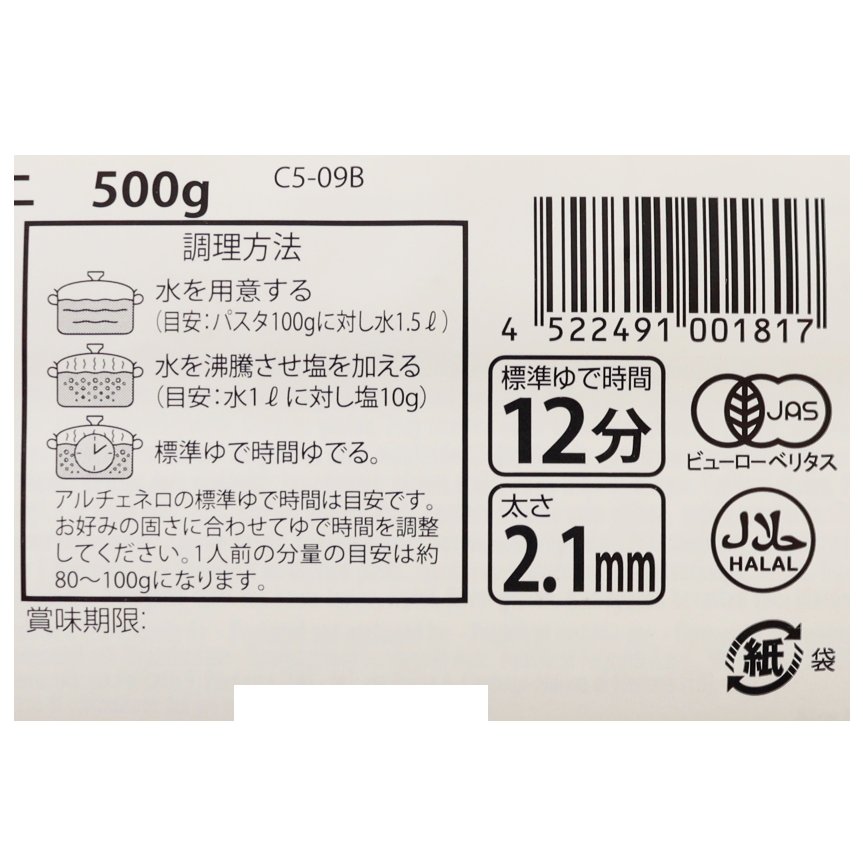 500g
C5-09B
調理方法
水を用意する
(目安:パスタ100gに対し水1.5ℓ)
水を沸騰させ塩を加える
(目安:水1ℓに対し塩10g)
標準ゆで時間ゆでる。
アルチェネロの標準ゆで時間は目安です。
お好みの固さに合わせてゆで時間を調整
してください。1人前の分量の目安は約
80〜100gになります。
賞味期限:
4 522491 001817
標準ゆで時間
12分
太さ
2.1mm
JAS
ビューローベリタス
حلال
HALAL
紙
袋